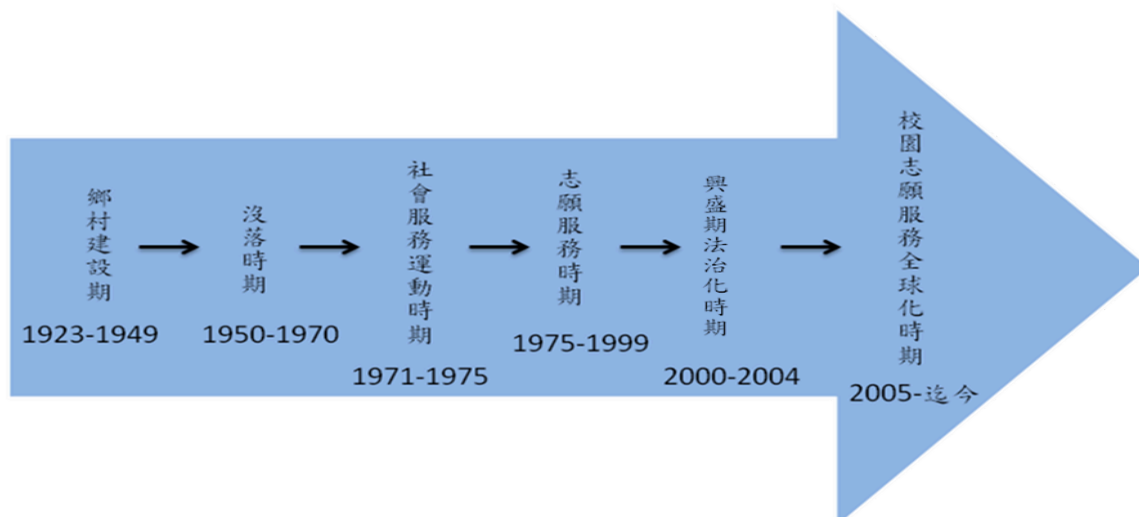 鄉村建設期
1923-1949
沒落時期
1950-1970
社會服務運動時期
1971-1975
志願服務時期
1975-1999
興盛期法治化時期
2000-2004
校園志願服務全球化時期
2005-迄今